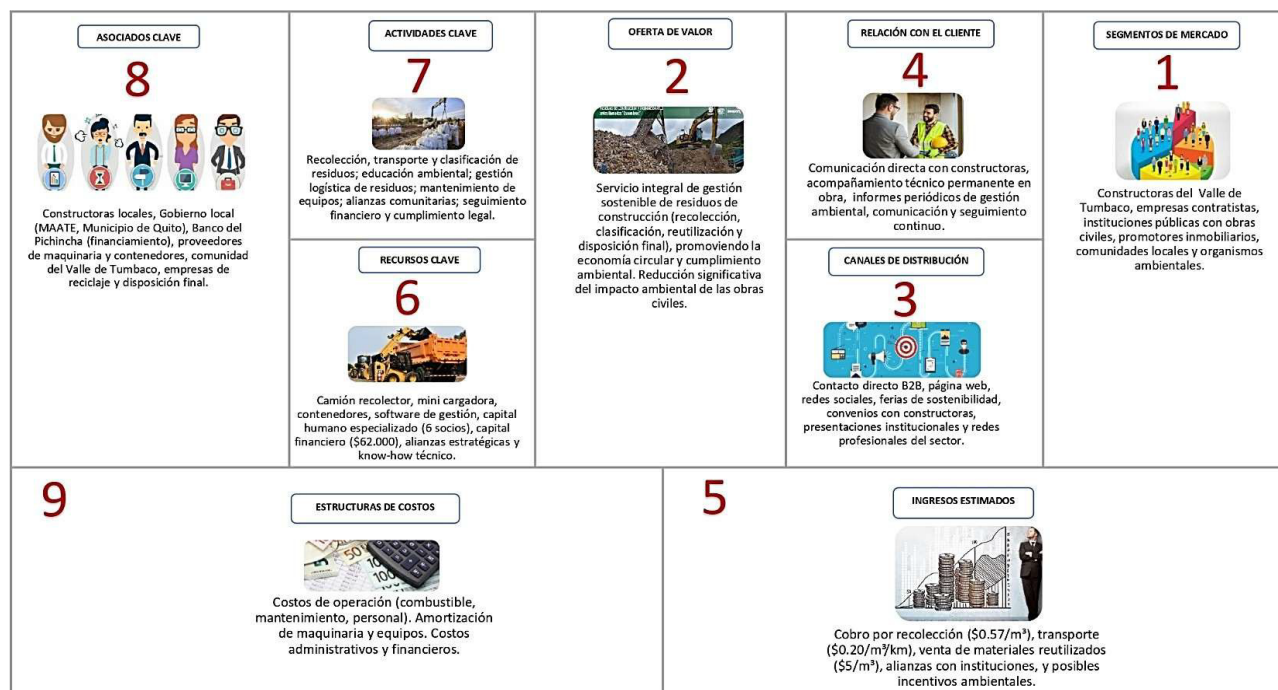 ASOCIADOS CLAVE
8
Constructoras locales, Gobierno local
(MAATE, Municipio de Quito), Banco del
Pichincha (financiamiento), proveedores
de maquinaria y contenedores, comunidad
del Valle de Tumbaco, empresas de
reciclaje y disposición final.
ACTIVIDADES CLAVE
7
Recolección, transporte y clasificación de
residuos; educación ambiental; gestión
logística de residuos; mantenimiento de
equipos; alianzas comunitarias; seguimiento
financiero y cumplimiento legal.
RECURSOS CLAVE
6
Camión recolector, mini cargadora,
contenedores, software de gestión, capital
humano especializado (6 socios), capital
financiero ($62.000), alianzas estratégicas y
know-how técnico.
OFERTA DE VALOR
2
Servicio integral de gestión
sostenible de residuos de
construcción (recolección,
clasificación, reutilización y
disposición final), promoviendo la
economía circular y cumplimiento
ambiental. Reducción significativa
del impacto ambiental de las obras
civiles.
RELACIÓN CON EL CLIENTE
4
Comunicación directa con constructoras,
acompañamiento técnico permanente en
obra, informes periódicos de gestión
ambiental, comunicación y seguimiento
continuo.
CANALES DE DISTRIBUCIÓN
3
Contacto directo B2B, página web,
redes sociales, ferias de sostenibilidad,
convenios con constructoras,
presentaciones institucionales y redes
profesionales del sector.
SEGMENTOS DE MERCADO
1
Constructoras del Valle de
Tumbaco, empresas contratistas,
instituciones públicas con obras
civiles, promotores inmobiliarios,
comunidades locales y organismos
ambientales.
9
ESTRUCTURAS DE COSTOS
50
100
Costos de operación (combustible,
mantenimiento, personal). Amortización
de maquinaria y equipos. Costos
administrativos y financieros.
5
INGRESOS ESTIMADOS
Cobro por recolección ($0.57/m³), transporte
($0.20/m³/km), venta de materiales reutilizados
($5/m³), alianzas con instituciones, y posibles
incentivos ambientales.